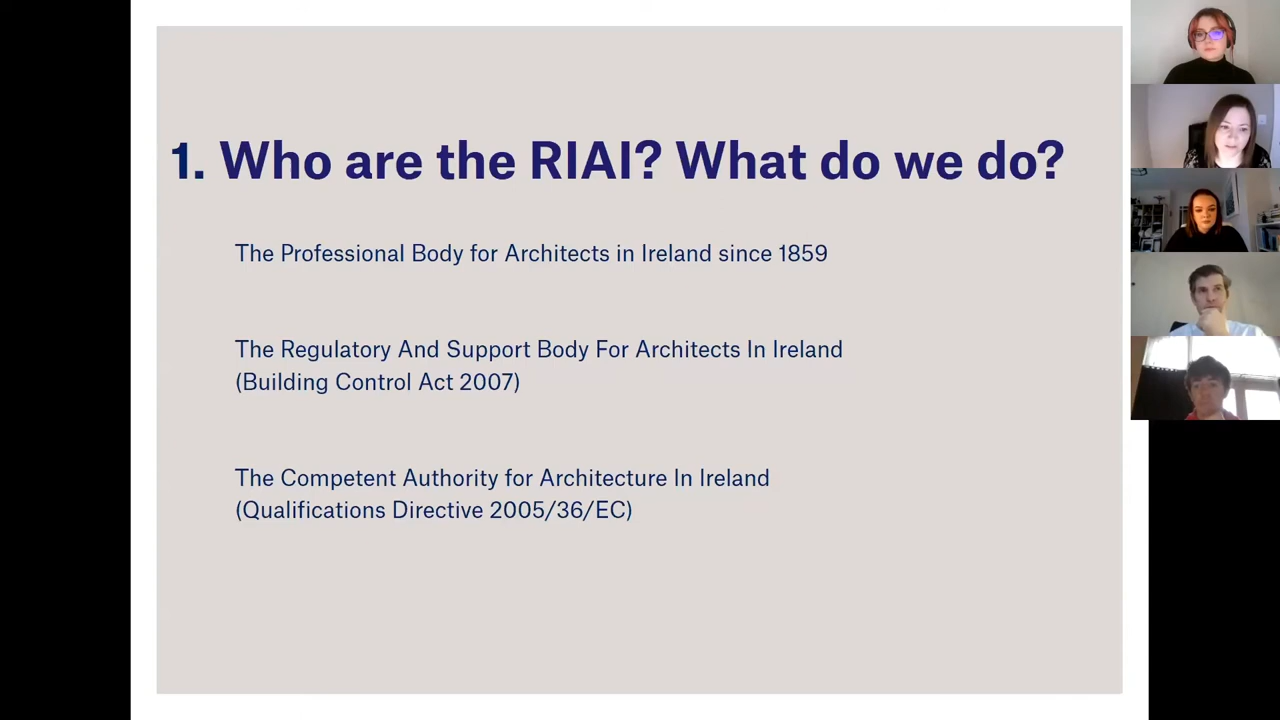 1. Who are the RIAI? What do we do?
The Professional Body for Architects in Ireland since 1859
The Regulatory And Support Body For Architects In Ireland
(Building Control Act 2007)
The Competent Authority for Architecture In Ireland
(Qualifications Directive 2005/36/EC)